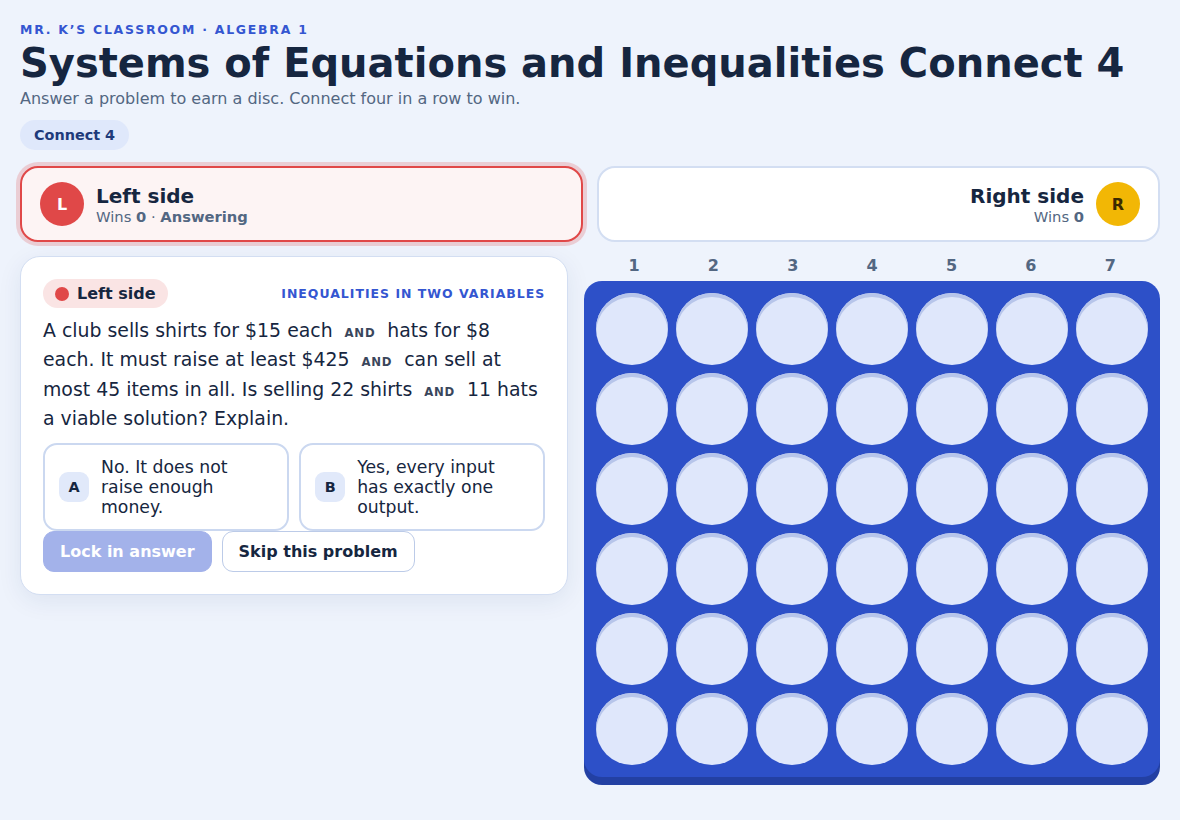 MR. K’S CLASSROOM · ALGEBRA 1
Systems of Equations and Inequalities Connect 4
Answer a problem to earn a disc. Connect four in a row to win.
Connect 4
L
Left side
Wins 0 · Answering
Right side
Wins 0
R
Left side
INEQUALITIES IN TWO VARIABLES
A club sells shirts for $15 each AND hats for $8
each. It must raise at least $425 AND can sell at
most 45 items in all. Is selling 22 shirts AND 11 hats
a viable solution? Explain.
A
No. It does not
raise enough
money.
B
Yes, every input
has exactly one
output.
Lock in answer
Skip this problem
1 2 3 4 5 6 7